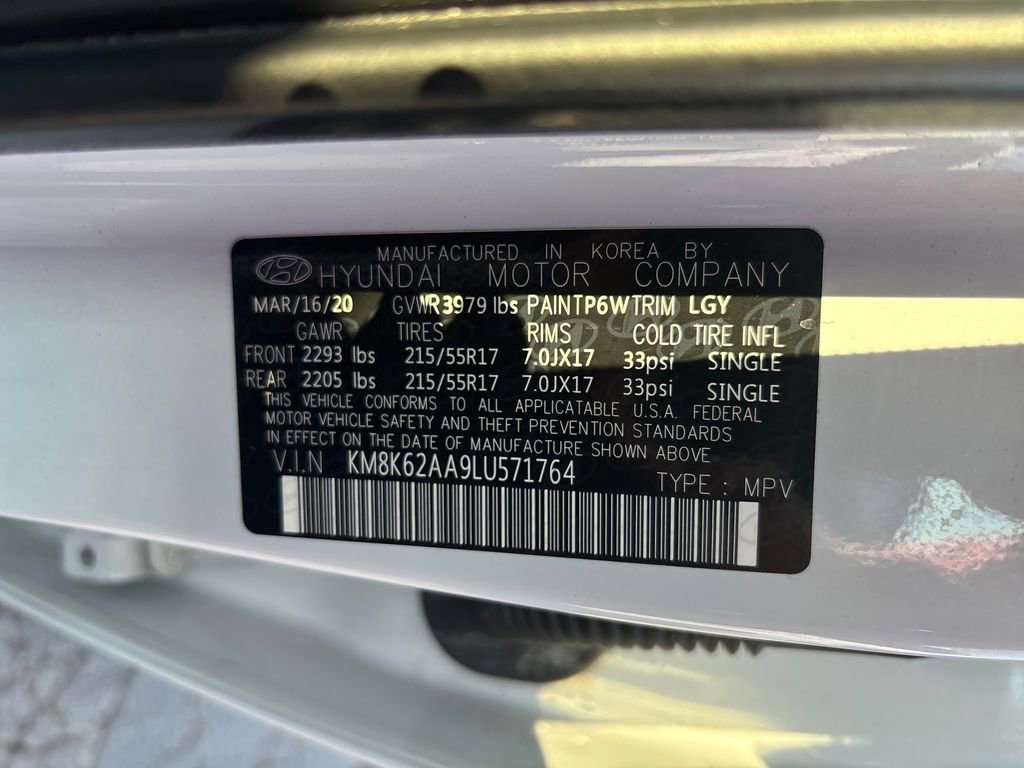 MANUFACTURED IN KOREA BY
HYUNDAI MOTOR COMPANY
MAR/16/20 GVWR3979 lbs PAINTP6WTRIM LGY
GAWR TIRES RIMS COLD TIRE INFL
FRONT 2293 lbs 215/55R17 7.0JX17 33psi SINGLE
REAR 2205 lbs 215/55R17 7.0JX17 33psi SINGLE
THIS VEHICLE CONFORMS TO ALL APPLICATABLE U.S.A. FEDERAL
MOTOR VEHICLE SAFETY AND THEFT PREVENTION STANDARDS
IN EFFECT ON THE DATE OF MANUFACTURE SHOWN ABOVE
V.I.N KM8K62AA9LU571764 TYPE : MPV